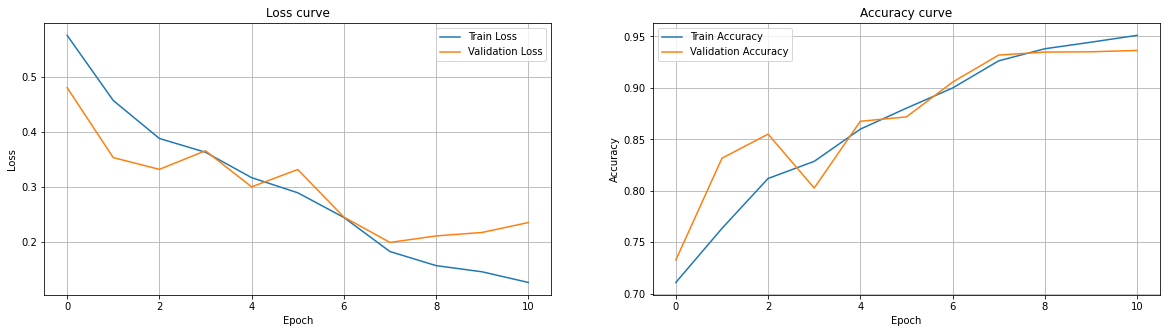 Loss curve
Train Loss
Validation Loss
0.5
0.4
0.3
0.2
Loss
0 2 4 6 8 10
Epoch
Accuracy curve
Train Accuracy
Validation Accuracy
0.95
0.90
0.85
0.80
0.75
0.70
Accuracy
0 2 4 6 8 10
Epoch